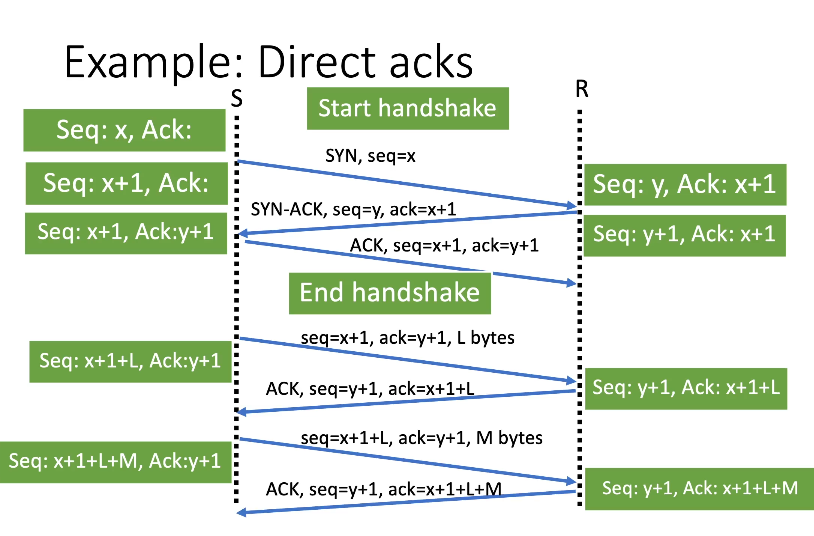 Example: Direct acks
S
R
Start handshake
Seq: x, Ack:
SYN, seq=x
Seq: x+1, Ack:
Seq: y, Ack: x+1
SYN-ACK, seq=y, ack=x+1
Seq: x+1, Ack:y+1
Seq: y+1, Ack: x+1
ACK, seq=x+1, ack=y+1
End handshake
seq=x+1, ack=y+1, L bytes
Seq: x+1+L, Ack:y+1
ACK, seq=y+1, ack=x+1+L
Seq: y+1, Ack: x+1+L
seq=x+1+L, ack=y+1, M bytes
Seq: x+1+L+M, Ack:y+1
ACK, seq=y+1, ack=x+1+L+M
Seq: y+1, Ack: x+1+L+M